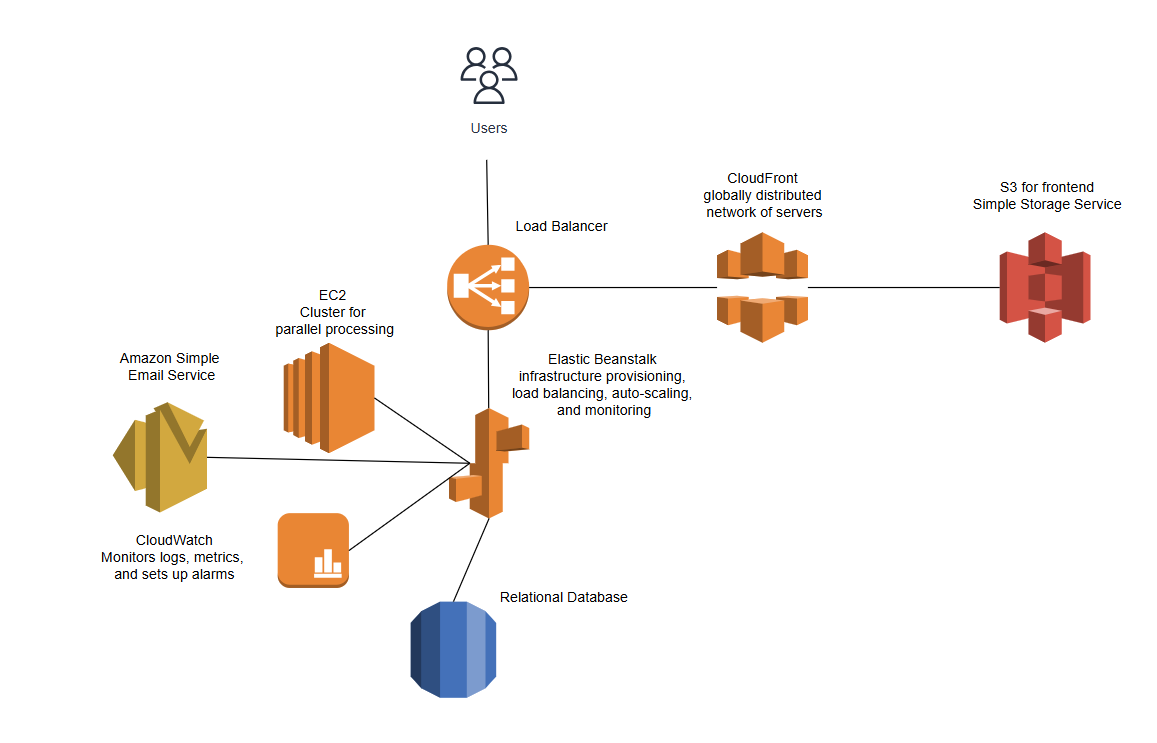 Users
CloudFront
globally distributed
network of servers
S3 for frontend
Simple Storage Service
Load Balancer
EC2
Cluster for
parallel processing
Amazon Simple
Email Service
Elastic Beanstalk
infrastructure provisioning,
load balancing, auto-scaling,
and monitoring
CloudWatch
Monitors logs, metrics,
and sets up alarms
Relational Database